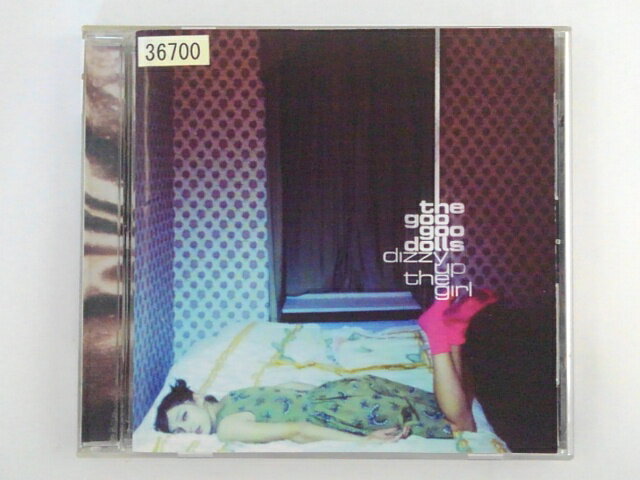 36700
the
goo
goo
dolls
dizzy
up
the
girl